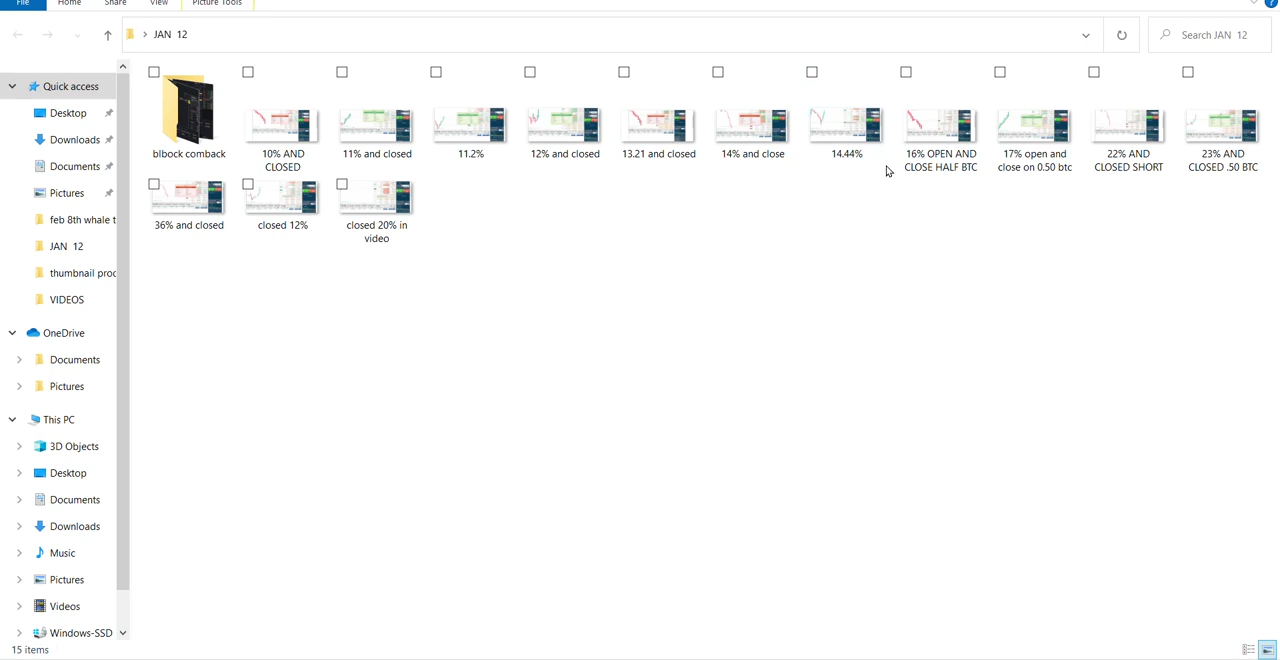 File Home Share View Picture Tools
JAN 12
Search JAN 12
Quick access
Desktop
Downloads
Documents
Pictures
feb 8th whale t
JAN 12
thumbnail proc
VIDEOS
OneDrive
Documents
Pictures
This PC
3D Objects
Desktop
Documents
Downloads
Music
Pictures
Videos
Windows-SSD
blbock comback
10% AND
CLOSED
11% and closed
11.2%
12% and closed
13.21 and closed
14% and close
14.44%
16% OPEN AND
CLOSE HALF BTC
17% open and
close on 0.50 btc
22% AND
CLOSED SHORT
23% AND
CLOSED .50 BTC
36% and closed
closed 12%
closed 20% in
video
15 items